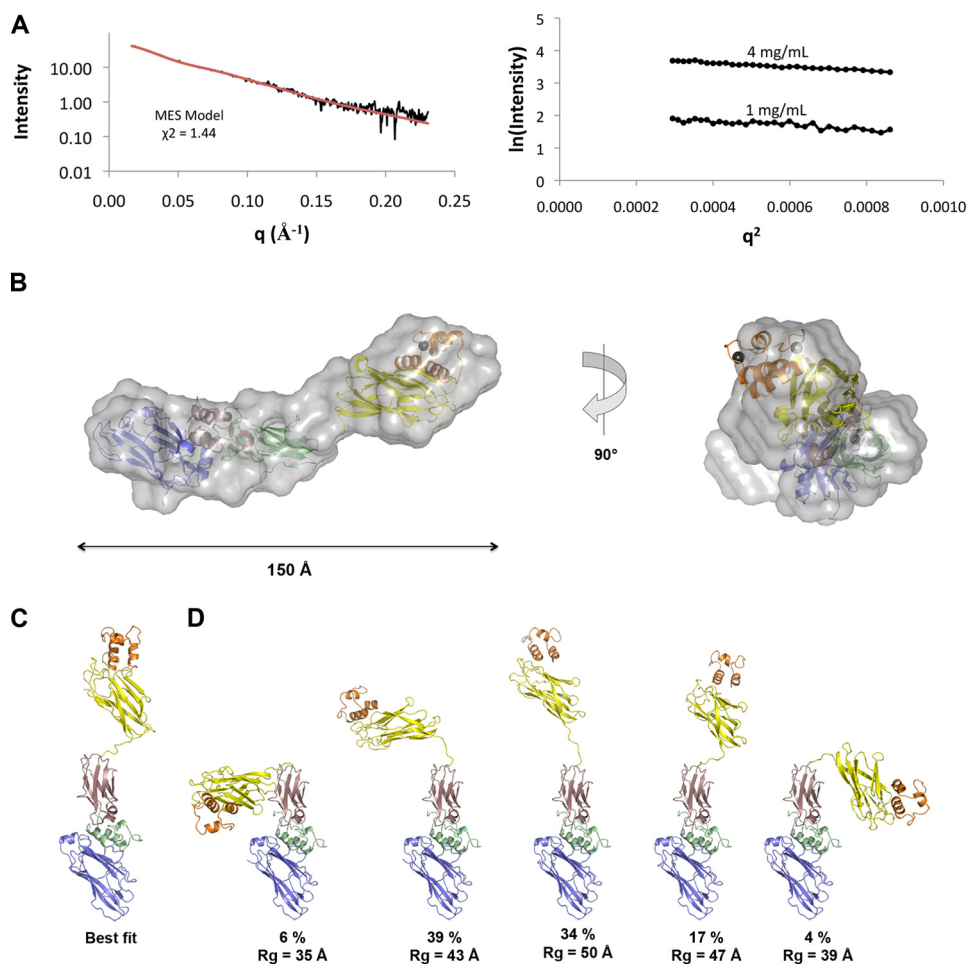 A
Intensity
10.00
1.00
0.10
0.01
MES Model
χ2 = 1.44
0.00 0.05 0.10 0.15 0.20 0.25
q (Å⁻¹)
ln(Intensity)
5
4
3
2
1
0
4 mg/mL
1 mg/mL
0.0000 0.0002 0.0004 0.0006 0.0008 0.0010
q²
B
150 Å
90°
C
D
Best fit
6 %
Rg = 35 Å
39 %
Rg = 43 Å
34 %
Rg = 50 Å
17 %
Rg = 47 Å
4 %
Rg = 39 Å